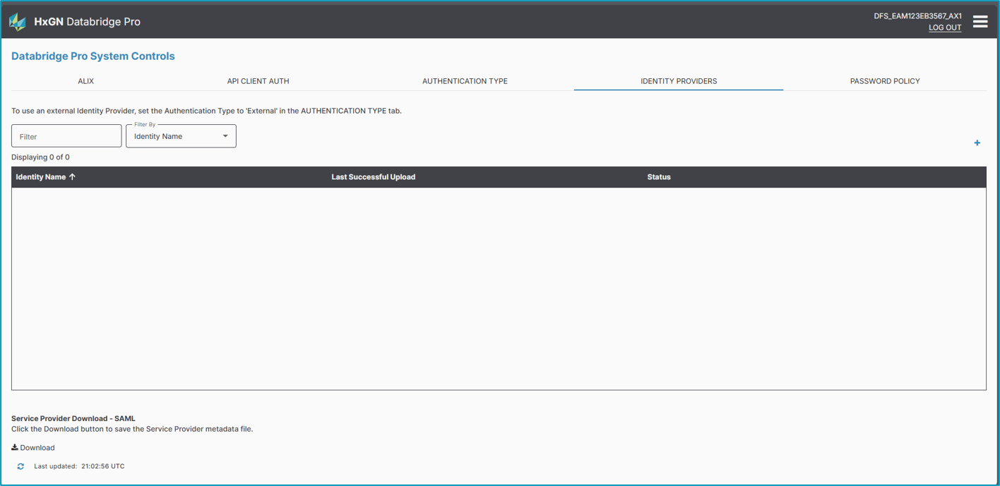 HxGN Databridge Pro
DFS_EAM123EB3567_AX1
LOG OUT
Databridge Pro System Controls
ALIX
API CLIENT AUTH
AUTHENTICATION TYPE
IDENTITY PROVIDERS
PASSWORD POLICY
To use an external Identity Provider, set the Authentication Type to 'External' in the AUTHENTICATION TYPE tab.
Filter
Filter By
Identity Name
Displaying 0 of 0
Identity Name
Last Successful Upload
Status
Service Provider Download - SAML
Click the Download button to save the Service Provider metadata file.
Download
Last updated: 21:02:56 UTC